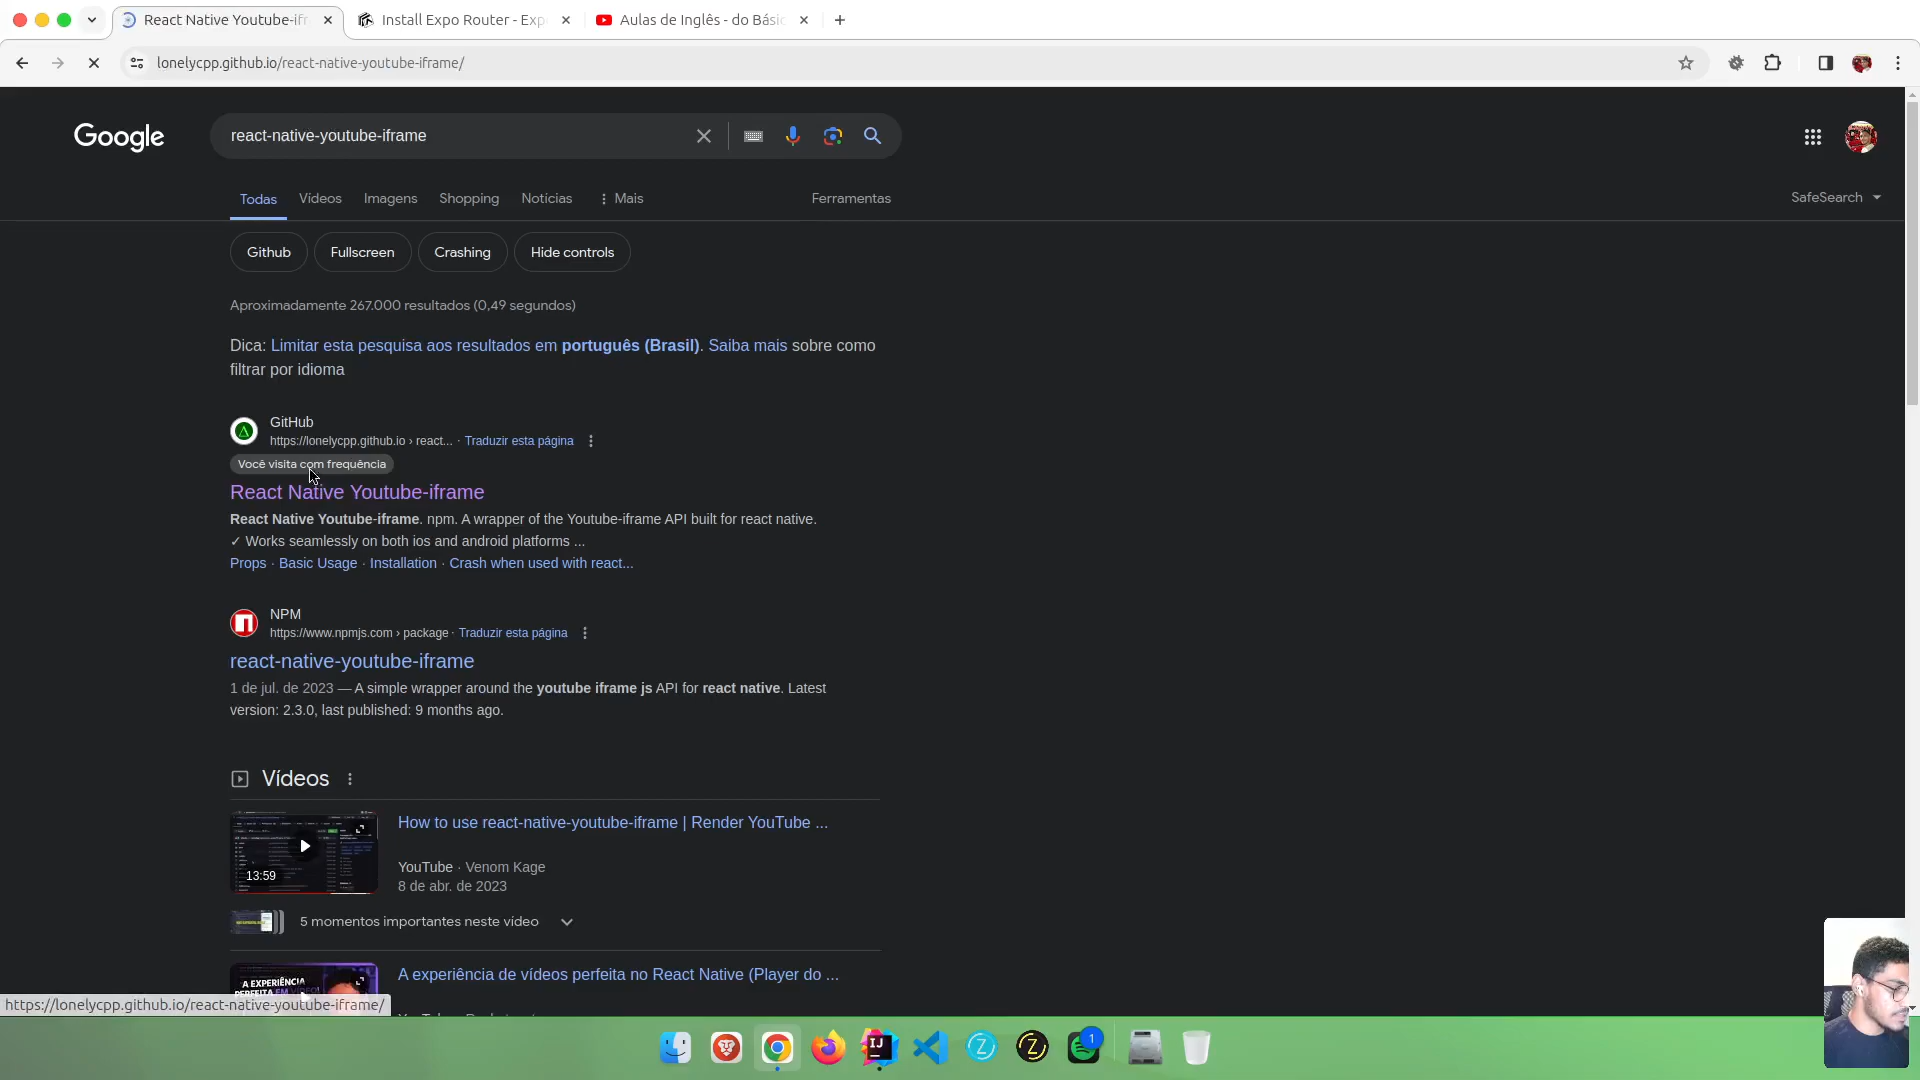 React Native Youtube-ifr
Install Expo Router - Exp
Aulas de Inglês - do Bási
lonelycpp.github.io/react-native-youtube-iframe/
Google
react-native-youtube-iframe
Todas
Vídeos
Imagens
Shopping
Notícias
Mais
Ferramentas
SafeSearch
Github
Fullscreen
Crashing
Hide controls
Aproximadamente 267.000 resultados (0,49 segundos)
Dica: Limitar esta pesquisa aos resultados em português (Brasil). Saiba mais sobre como
filtrar por idioma
GitHub
https://lonelycpp.github.io › react... · Traduzir esta página
Você visita com frequência
React Native Youtube-iframe
React Native Youtube-iframe. npm. A wrapper of the Youtube-iframe API built for react native.
✓ Works seamlessly on both ios and android platforms ...
Props · Basic Usage · Installation · Crash when used with react...
NPM
https://www.npmjs.com › package · Traduzir esta página
react-native-youtube-iframe
1 de jul. de 2023 — A simple wrapper around the youtube iframe js API for react native. Latest
version: 2.3.0, last published: 9 months ago.
Vídeos
How to use react-native-youtube-iframe | Render YouTube ...
YouTube · Venom Kage
8 de abr. de 2023
13:59
5 momentos importantes neste vídeo
A experiência de vídeos perfeita no React Native (Player do ...
A EXPERIÊNCIA
PERFEITA EM VÍDEO!
https://lonelycpp.github.io/react-native-youtube-iframe/
IJ
Z
Z
1